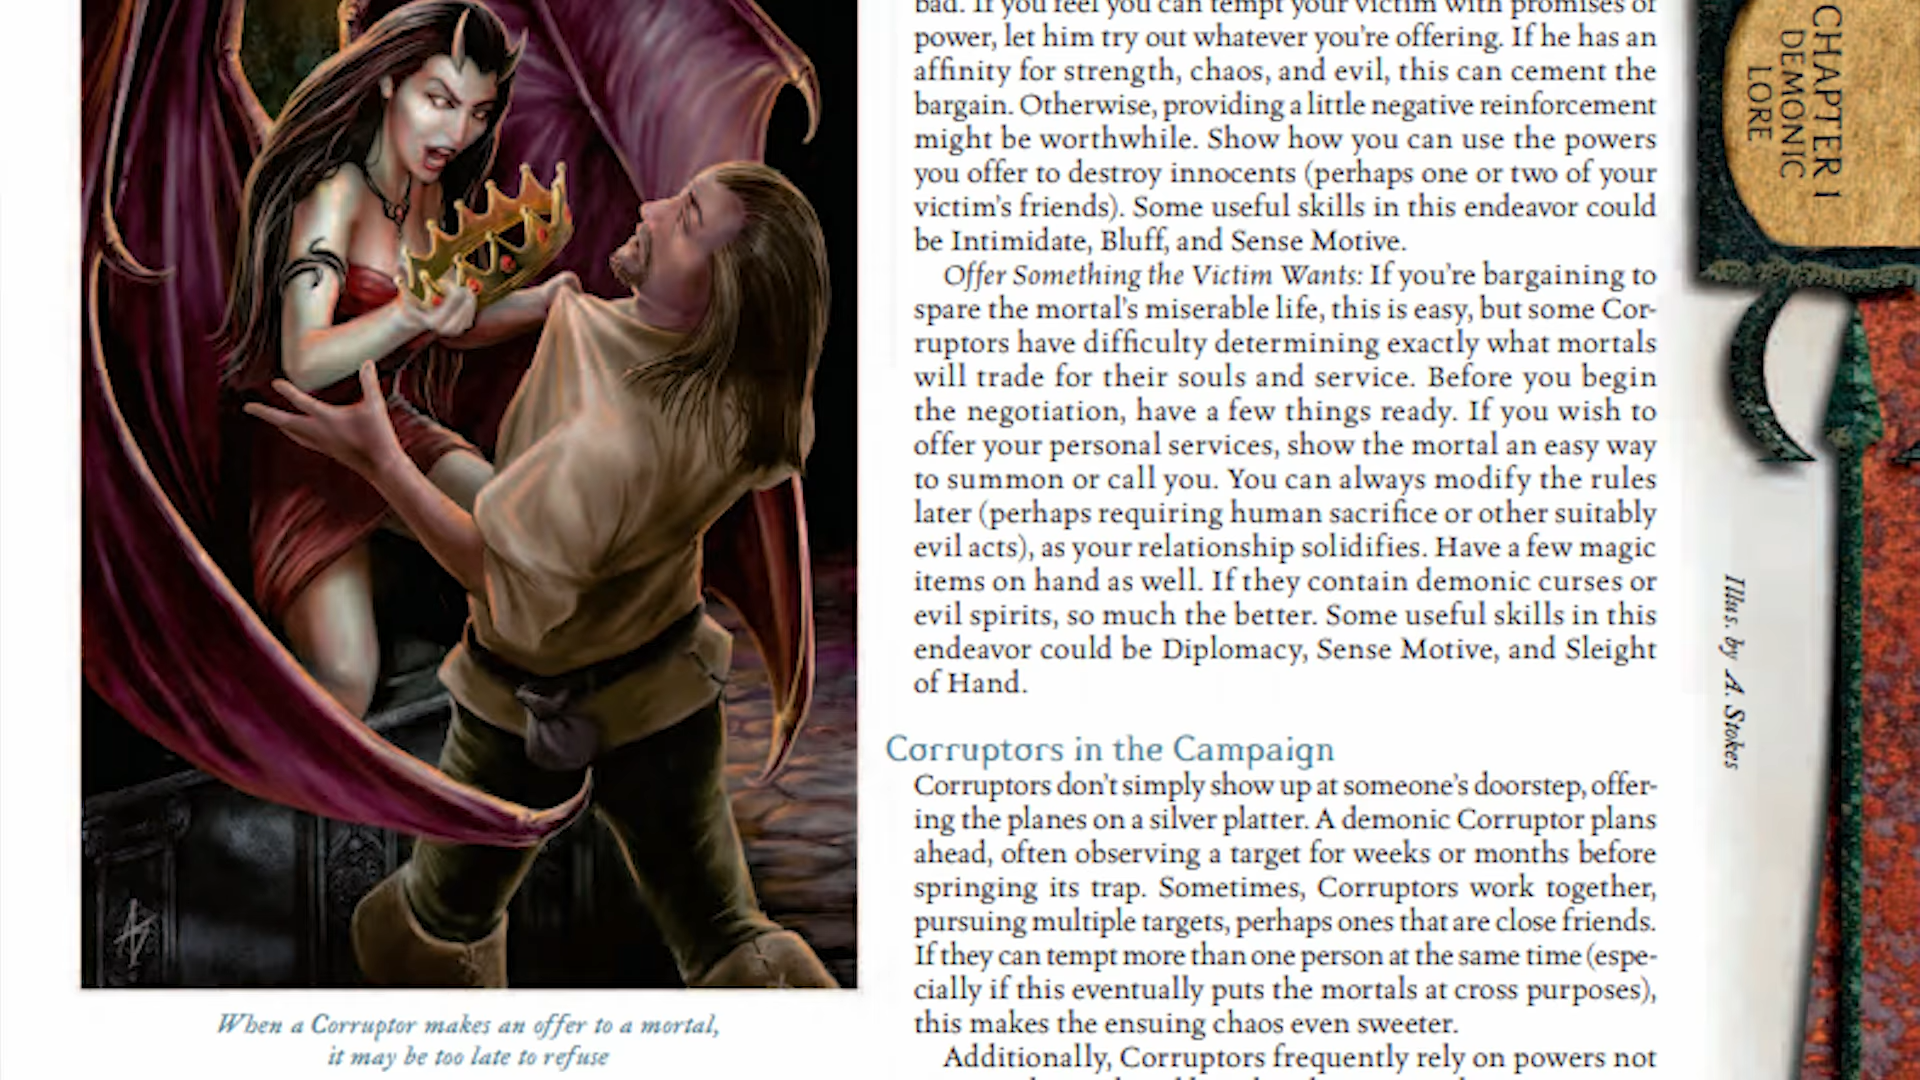 bad. If you feel you can tempt your victim with promises of
power, let him try out whatever you're offering. If he has an
affinity for strength, chaos, and evil, this can cement the
bargain. Otherwise, providing a little negative reinforcement
might be worthwhile. Show how you can use the powers
you offer to destroy innocents (perhaps one or two of your
victim's friends). Some useful skills in this endeavor could
be Intimidate, Bluff, and Sense Motive.
Offer Something the Victim Wants: If you're bargaining to
spare the mortal's miserable life, this is easy, but some Cor-
ruptors have difficulty determining exactly what mortals
will trade for their souls and service. Before you begin
the negotiation, have a few things ready. If you wish to
offer your personal services, show the mortal an easy way
to summon or call you. You can always modify the rules
later (perhaps requiring human sacrifice or other suitably
evil acts), as your relationship solidifies. Have a few magic
items on hand as well. If they contain demonic curses or
evil spirits, so much the better. Some useful skills in this
endeavor could be Diplomacy, Sense Motive, and Sleight
of Hand.
Corruptors in the Campaign
Corruptors don't simply show up at someone's doorstep, offer-
ing the planes on a silver platter. A demonic Corruptor plans
ahead, often observing a target for weeks or months before
springing its trap. Sometimes, Corruptors work together,
pursuing multiple targets, perhaps ones that are close friends.
If they can tempt more than one person at the same time (espe-
cially if this eventually puts the mortals at cross purposes),
this makes the ensuing chaos even sweeter.
Additionally, Corruptors frequently rely on powers not
When a Corruptor makes an offer to a mortal,
it may be too late to refuse
CHAPTER 1
DEMONIC
LORE
Illus. by A. Stokes